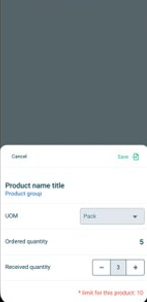 Cancel Save
Product name title
Product group
UOM Pack
Ordered quantity 5
Received quantity − 3 +
* limit for this product: 10